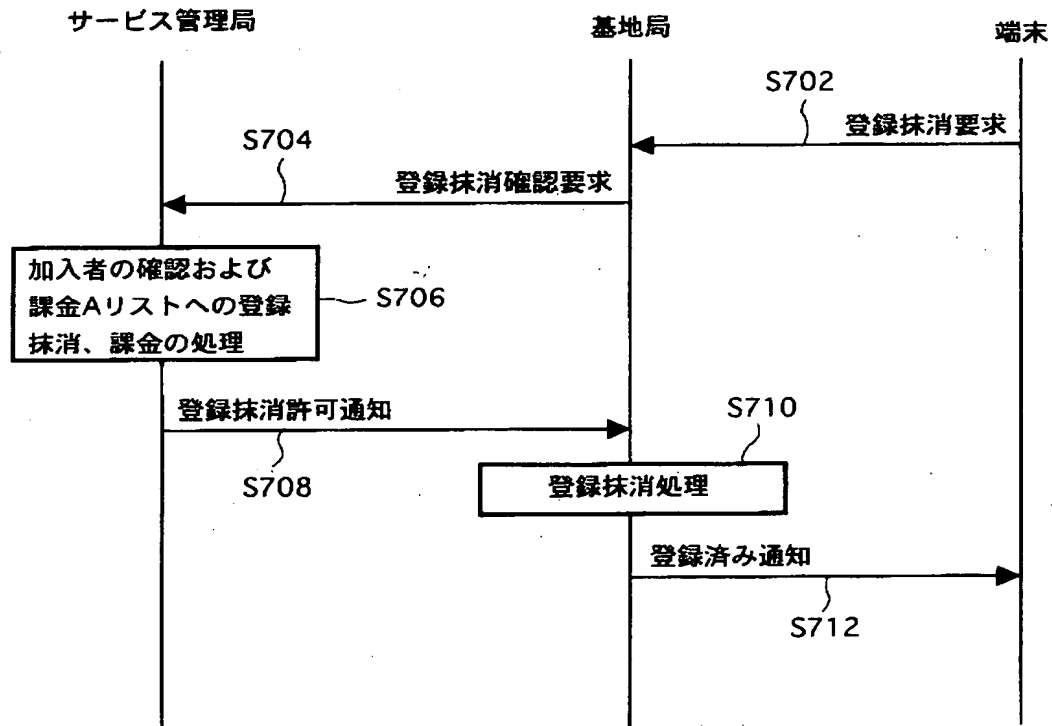 サービス管理局
基地局
端末
S702
登録抹消要求
S704
登録抹消確認要求
加入者の確認および
課金Aリストへの登録
抹消、課金の処理
S706
登録抹消許可通知
S708
S710
登録抹消処理
登録済み通知
S712